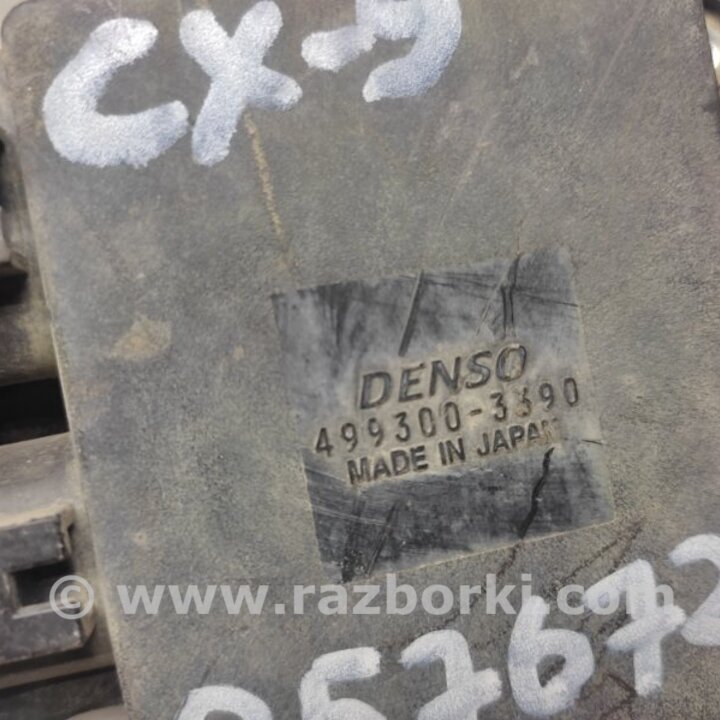 CX-9
DENSO
499300-3390
MADE IN JAPAN
© www.razborki.com